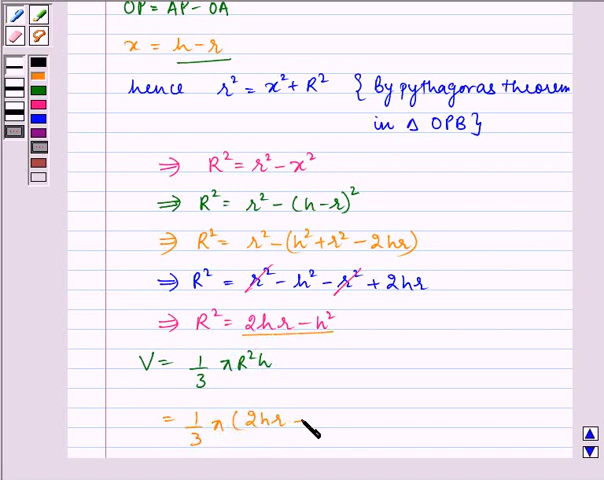 OP = AP - OA
x = h - r
hence r² = x² + R² { By pythagoras theorem
in Δ OPB}
⇒ R² = r² - x²
⇒ R² = r² - (h - r)²
⇒ R² = r² - (h² + r² - 2hr)
⇒ R² = r² - h² - r² + 2hr
⇒ R² = 2hr - h²
V = 1/3 πR²h
= 1/3 π (2hr -